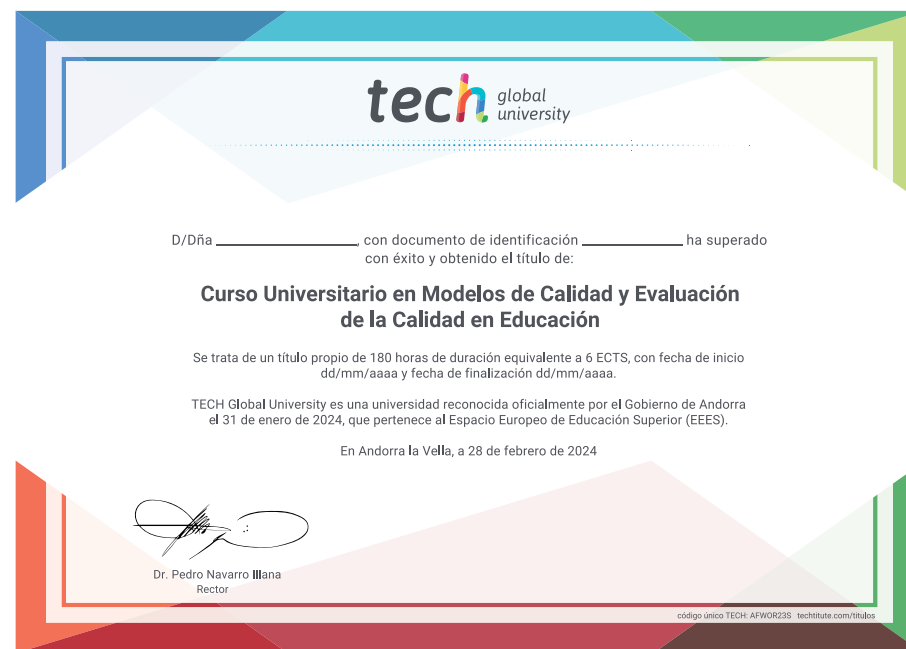 tech global university
D/Dña ________________, con documento de identificación ____________ ha superado
con éxito y obtenido el título de:
Curso Universitario en Modelos de Calidad y Evaluación
de la Calidad en Educación
Se trata de un título propio de 180 horas de duración equivalente a 6 ECTS, con fecha de inicio
dd/mm/aaaa y fecha de finalización dd/mm/aaaa.
TECH Global University es una universidad reconocida oficialmente por el Gobierno de Andorra
el 31 de enero de 2024, que pertenece al Espacio Europeo de Educación Superior (EEES).
En Andorra la Vella, a 28 de febrero de 2024
Dr. Pedro Navarro Illana
Rector
código único TECH: AFWOR23S techtitute.com/titulos